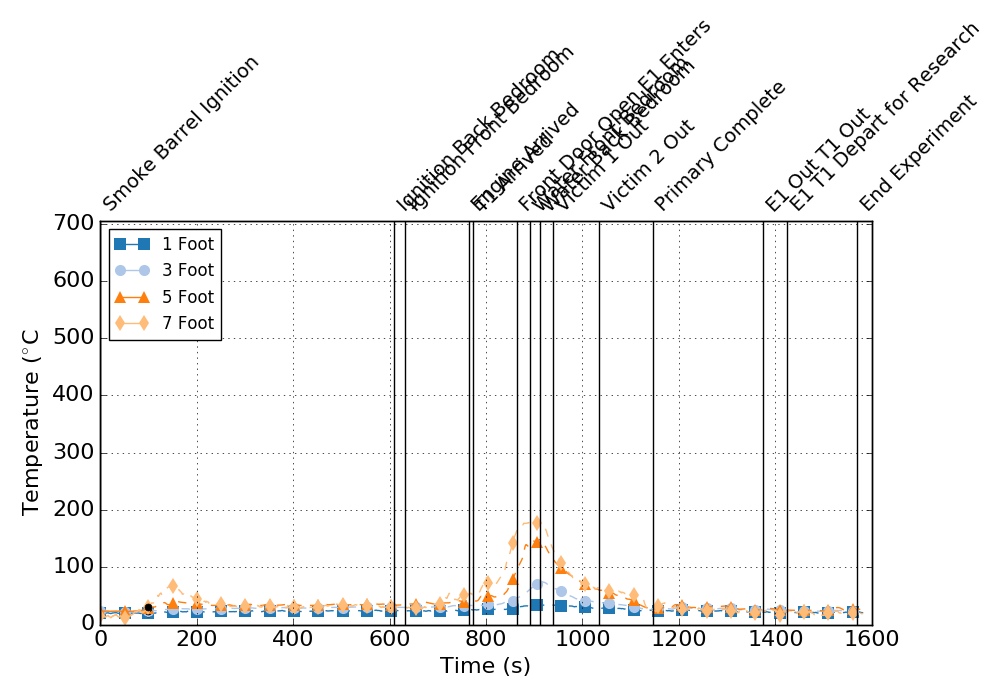 Smoke Barrel Ignition
Ignition Back Bedroom
Ignition Front Bedroom
Engine Arrived
T1 Arrived
Front Door Open E1 Enters
Water Front Bedroom
Water Back Bedroom
Victim 1 Out
Victim 2 Out
Primary Complete
E1 Out T1 Out
E1 T1 Depart for Research
End Experiment
700
600
500
400
300
200
100
0
Temperature (°C
1 Foot
3 Foot
5 Foot
7 Foot
0 200 400 600 800 1000 1200 1400 1600
Time (s)